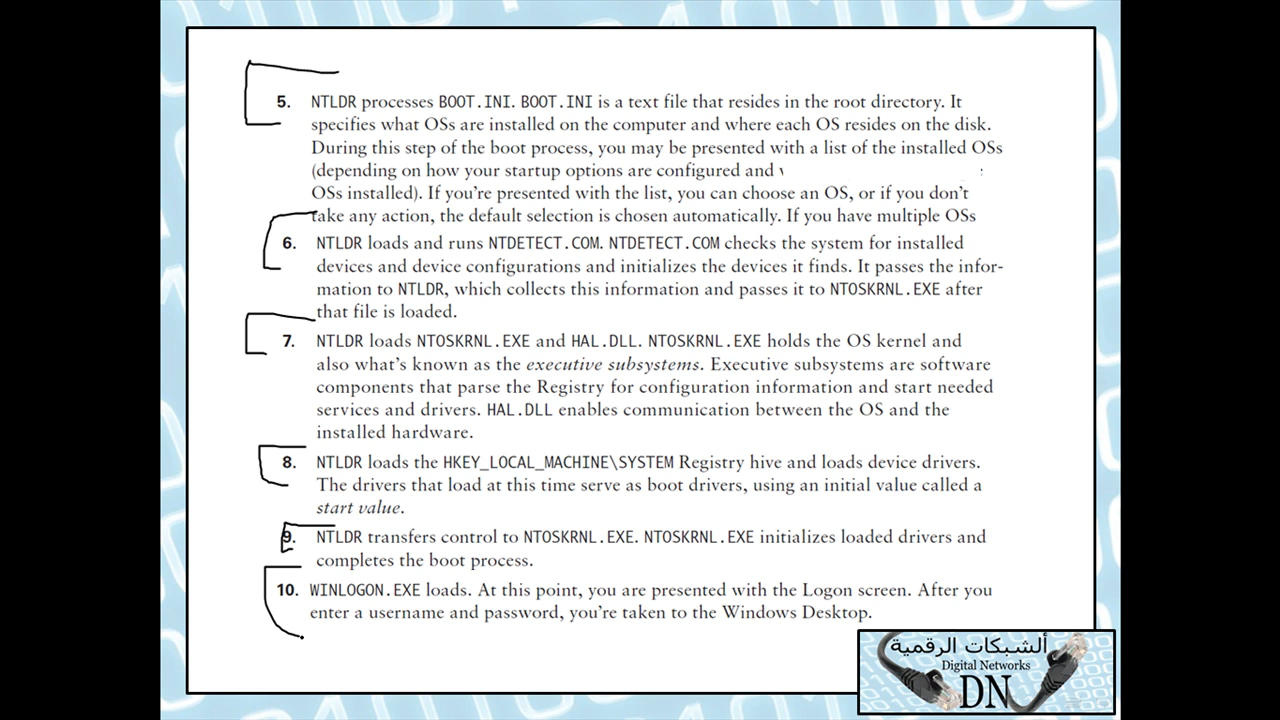 5. NTLDR processes BOOT.INI. BOOT.INI is a text file that resides in the root directory. It
specifies what OSs are installed on the computer and where each OS resides on the disk.
During this step of the boot process, you may be presented with a list of the installed OSs
(depending on how your startup options are configured and
OSs installed). If you're presented with the list, you can choose an OS, or if you don't
take any action, the default selection is chosen automatically. If you have multiple OSs
6. NTLDR loads and runs NTDETECT.COM. NTDETECT.COM checks the system for installed
devices and device configurations and initializes the devices it finds. It passes the infor-
mation to NTLDR, which collects this information and passes it to NTOSKRNL.EXE after
that file is loaded.
7. NTLDR loads NTOSKRNL.EXE and HAL.DLL. NTOSKRNL.EXE holds the OS kernel and
also what's known as the executive subsystems. Executive subsystems are software
components that parse the Registry for configuration information and start needed
services and drivers. HAL.DLL enables communication between the OS and the
installed hardware.
8. NTLDR loads the HKEY_LOCAL_MACHINE\SYSTEM Registry hive and loads device drivers.
The drivers that load at this time serve as boot drivers, using an initial value called a
start value.
9. NTLDR transfers control to NTOSKRNL.EXE. NTOSKRNL.EXE initializes loaded drivers and
completes the boot process.
10. WINLOGON.EXE loads. At this point, you are presented with the Logon screen. After you
enter a username and password, you're taken to the Windows Desktop.
ألشبكات الرقمية
Digital Networks
DN